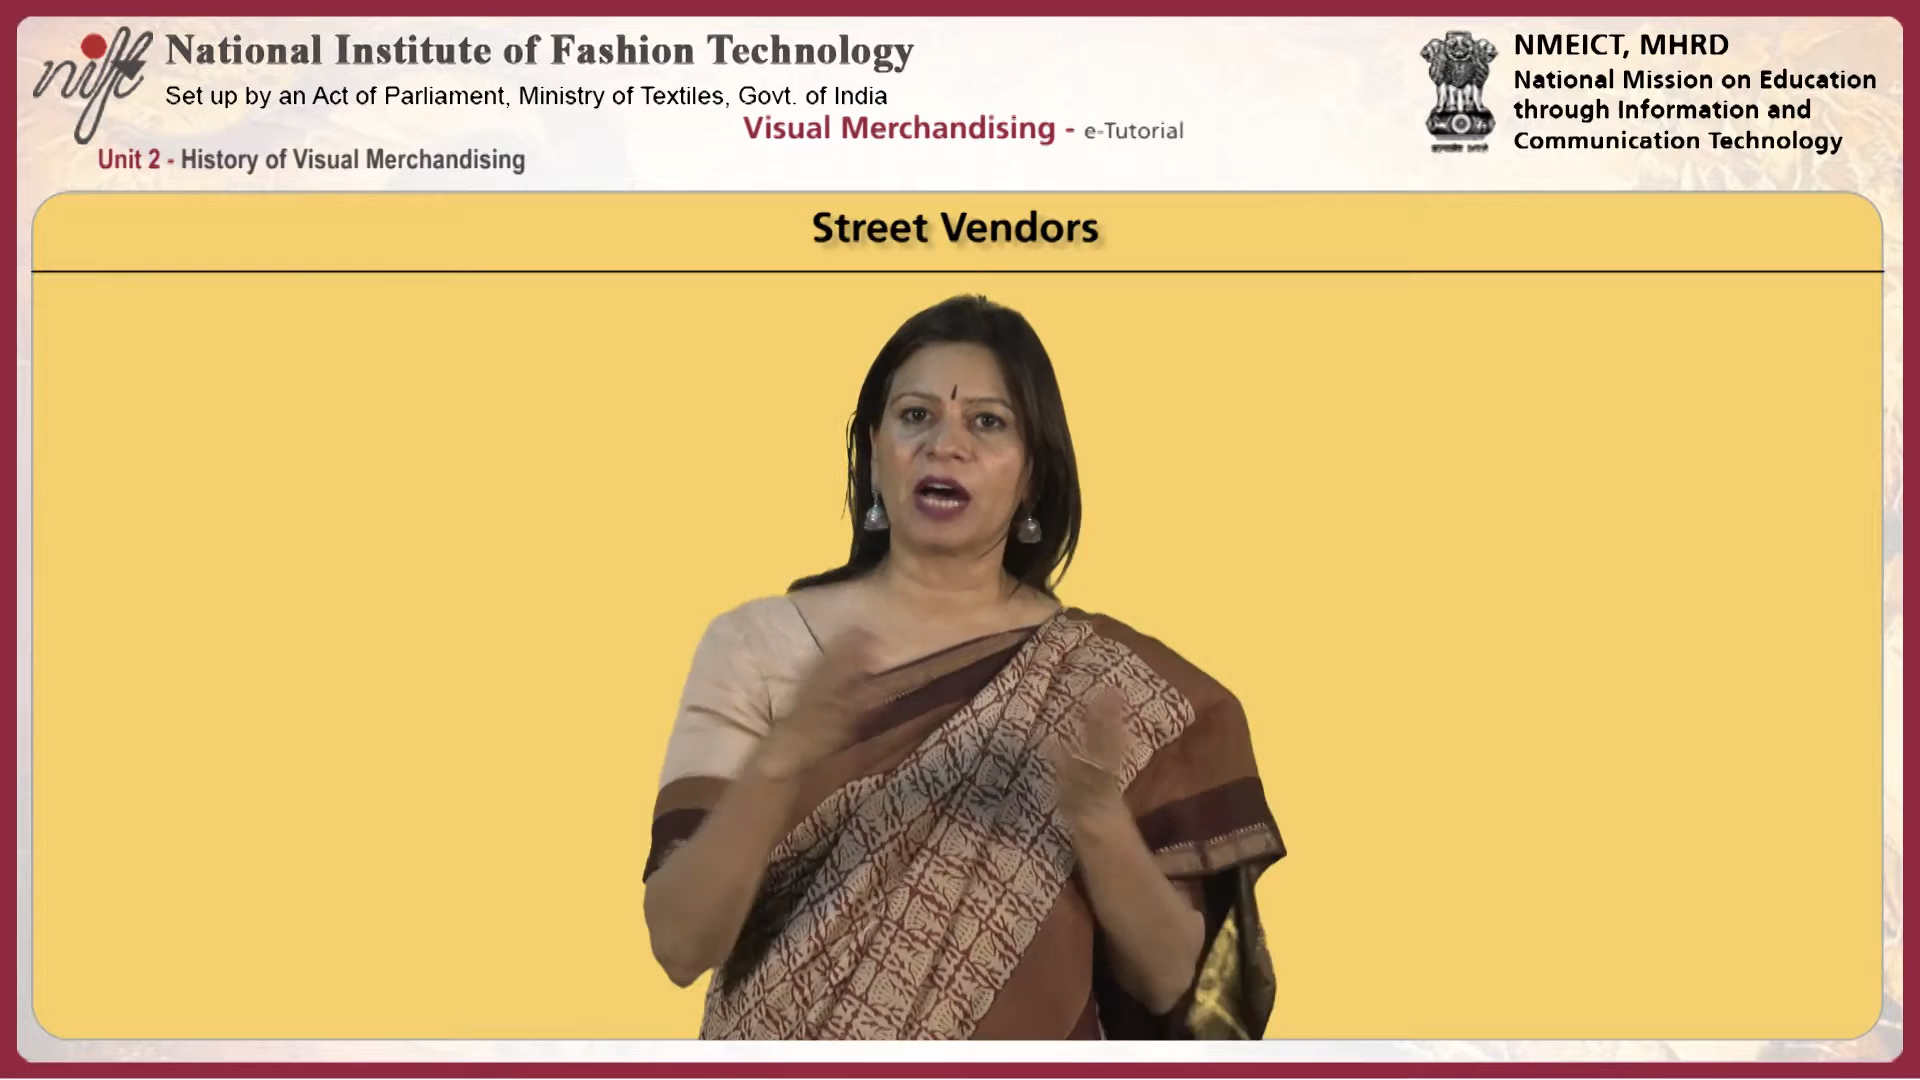 nift
National Institute of Fashion Technology
Set up by an Act of Parliament, Ministry of Textiles, Govt. of India
Visual Merchandising - e-Tutorial
Unit 2 - History of Visual Merchandising
NMEICT, MHRD
National Mission on Education
through Information and
Communication Technology
Street Vendors